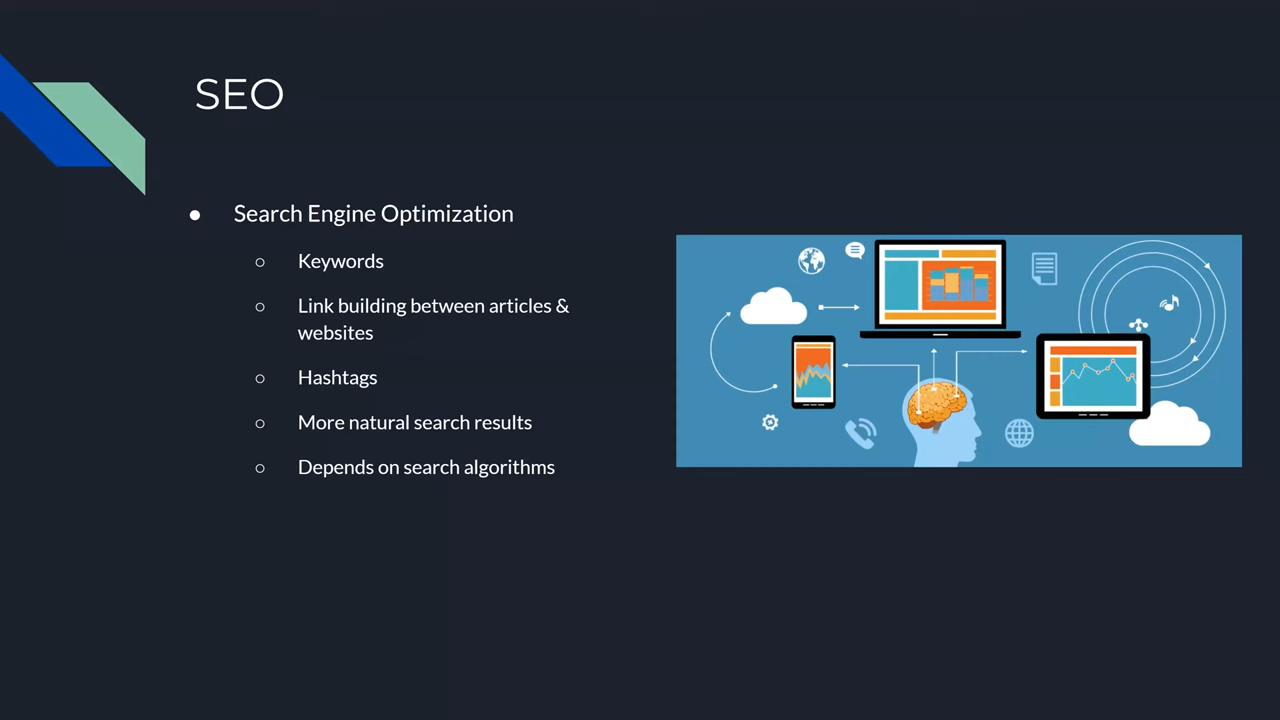 SEO
● Search Engine Optimization
○ Keywords
○ Link building between articles &
websites
○ Hashtags
○ More natural search results
○ Depends on search algorithms